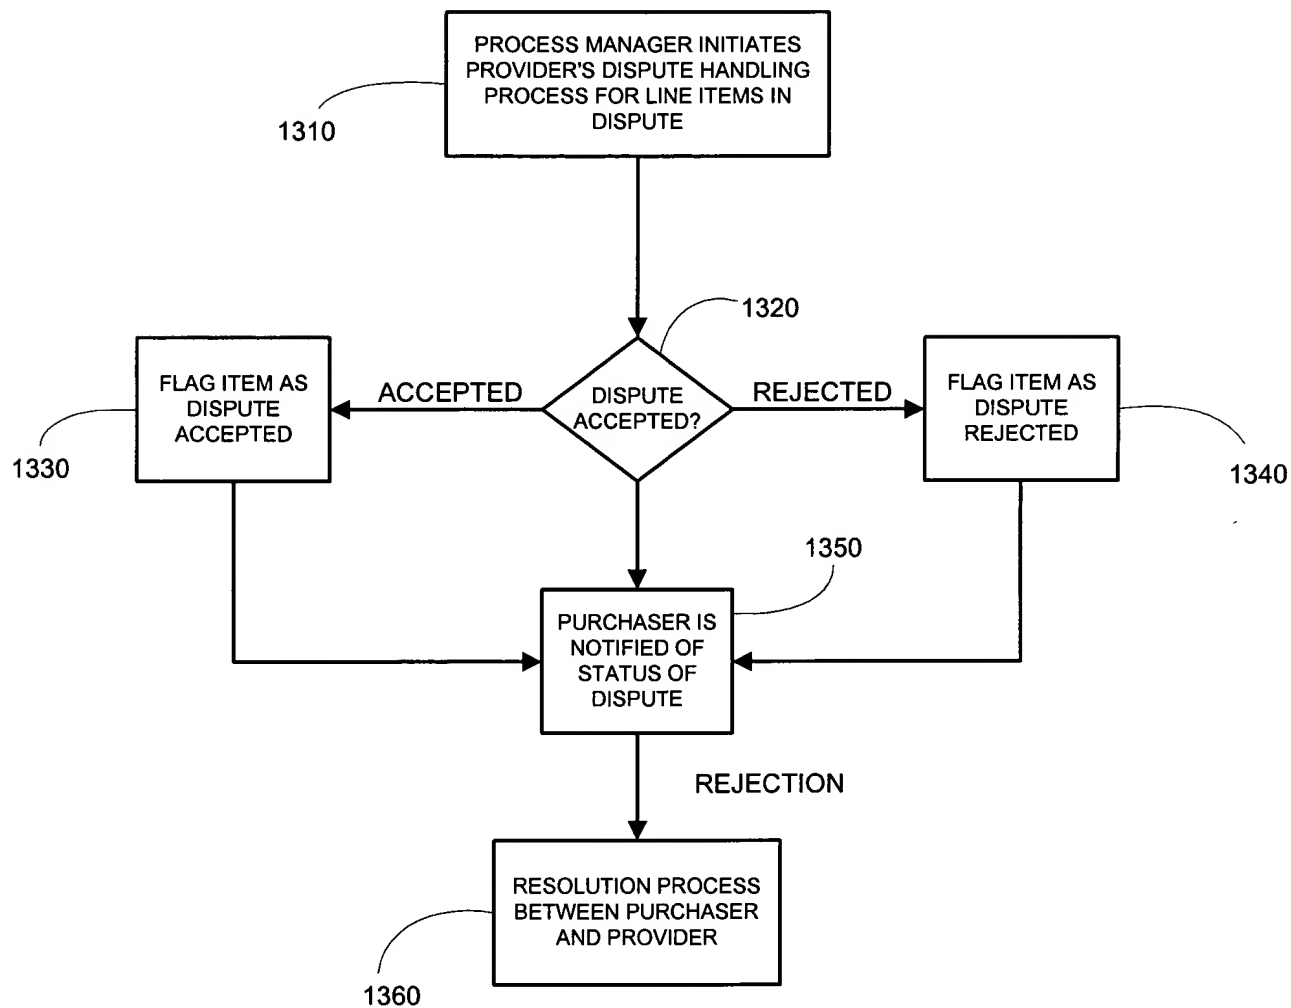 PROCESS MANAGER INITIATES
PROVIDER'S DISPUTE HANDLING
PROCESS FOR LINE ITEMS IN
DISPUTE
1310
1320
DISPUTE
ACCEPTED?
ACCEPTED
REJECTED
FLAG ITEM AS
DISPUTE
ACCEPTED
1330
FLAG ITEM AS
DISPUTE
REJECTED
1340
1350
PURCHASER IS
NOTIFIED OF
STATUS OF
DISPUTE
REJECTION
RESOLUTION PROCESS
BETWEEN PURCHASER
AND PROVIDER
1360